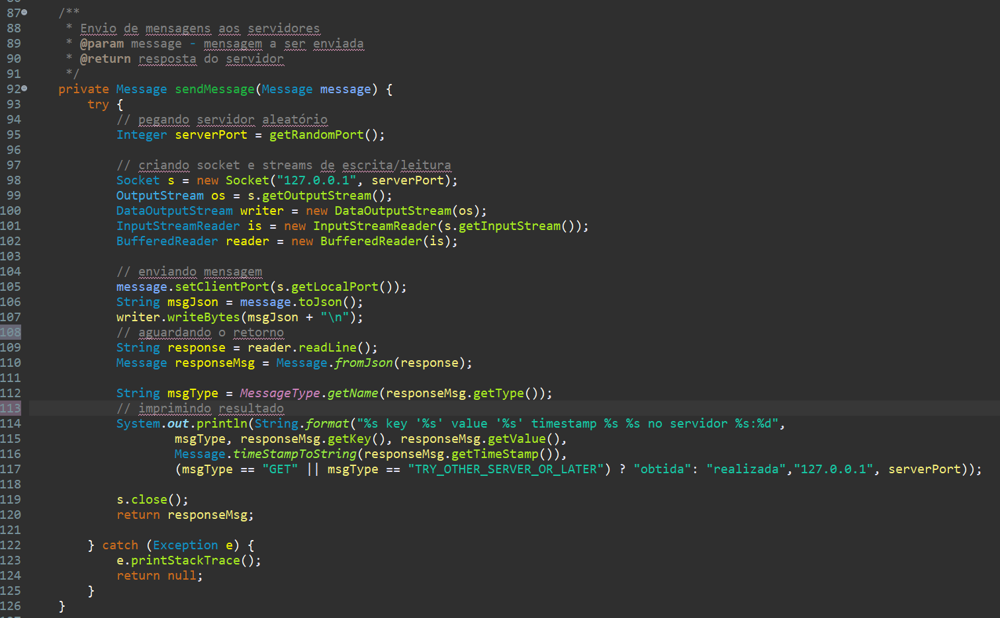 87 /**
88 * Envio de mensagens aos servidores
89 * @param message - mensagem a ser enviada
90 * @return resposta do servidor
91 */
92 private Message sendMessage(Message message) {
93 try {
94 // pegando servidor aleatório
95 Integer serverPort = getRandomPort();
96
97 // criando socket e streams de escrita/leitura
98 Socket s = new Socket("127.0.0.1", serverPort);
99 OutputStream os = s.getOutputStream();
100 DataOutputStream writer = new DataOutputStream(os);
101 InputStreamReader is = new InputStreamReader(s.getInputStream());
102 BufferedReader reader = new BufferedReader(is);
103
104 // enviando mensagem
105 message.setClientPort(s.getLocalPort());
106 String msgJson = message.toJson();
107 writer.writeBytes(msgJson + "\n");
108 // aguardando o retorno
109 String response = reader.readLine();
110 Message responseMsg = Message.fromJson(response);
111
112 String msgType = MessageType.getName(responseMsg.getType());
113 // imprimindo resultado
114 System.out.println(String.format("%s key '%s' value '%s' timestamp %s %s no servidor %s:%d",
115 msgType, responseMsg.getKey(), responseMsg.getValue(),
116 Message.timeStampToString(responseMsg.getTimeStamp()),
117 (msgType == "GET" || msgType == "TRY_OTHER_SERVER_OR_LATER") ? "obtida": "realizada","127.0.0.1", serverPort));
118
119 s.close();
120 return responseMsg;
121
122 } catch (Exception e) {
123 e.printStackTrace();
124 return null;
125 }
126 }